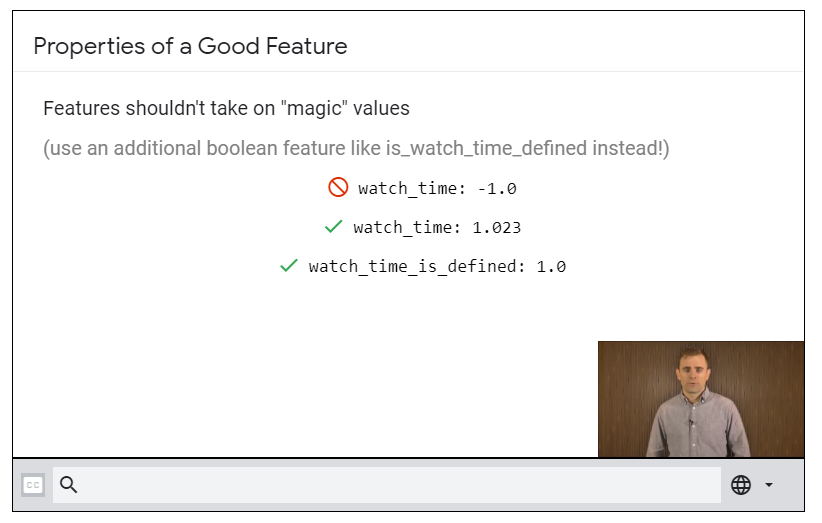 Properties of a Good Feature
Features shouldn't take on "magic" values
(use an additional boolean feature like is_watch_time_defined instead!)
watch_time: -1.0
watch_time: 1.023
watch_time_is_defined: 1.0
CC